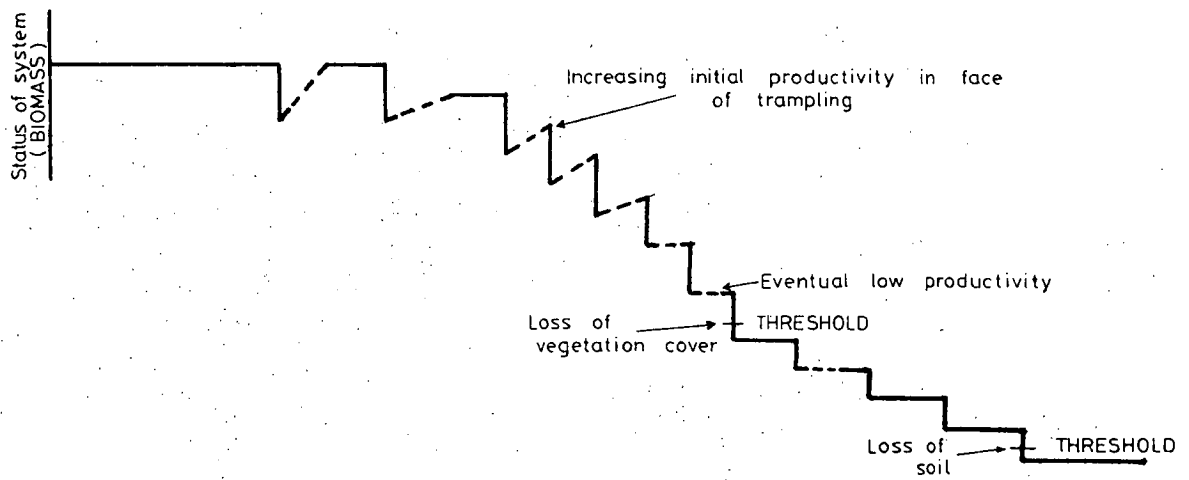 Status of system
(BIOMASS)
Increasing initial productivity in face
of trampling
Eventual low productivity
Loss of
vegetation cover
THRESHOLD
Loss of
soil
THRESHOLD